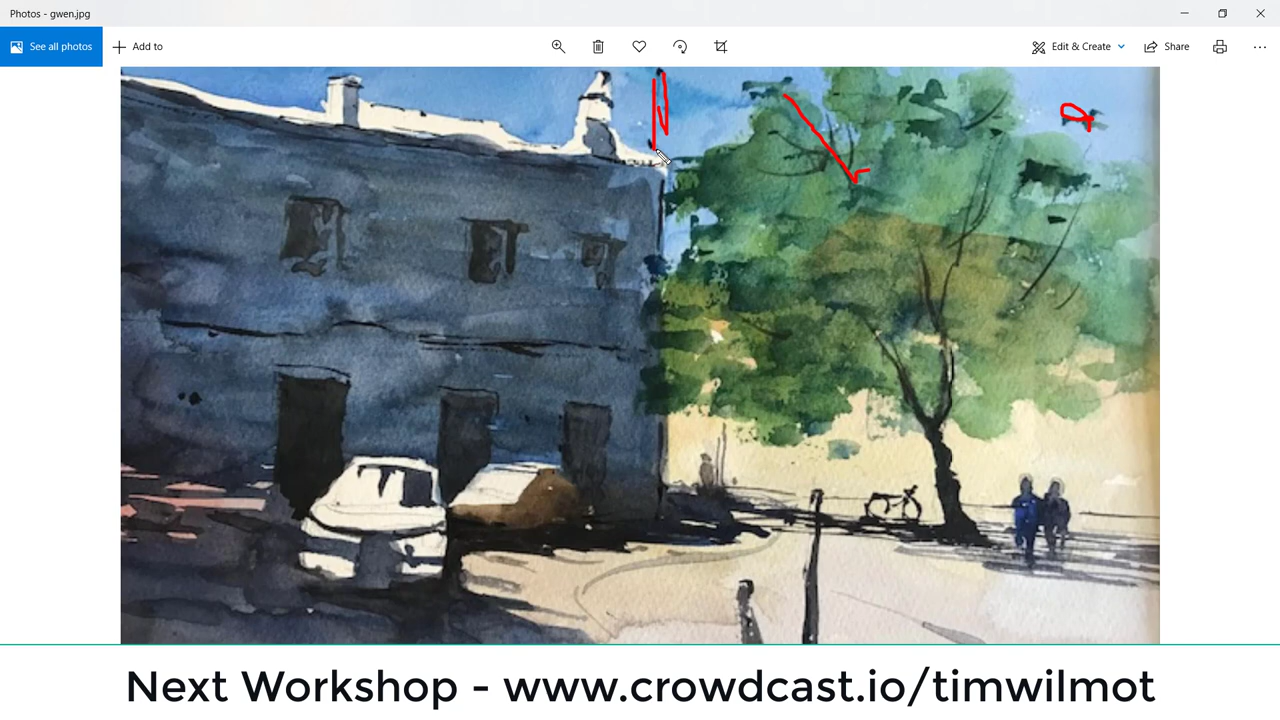 Photos - gwen.jpg
See all photos
Add to
Edit & Create
Share
Next Workshop - www.crowdcast.io/timwilmot